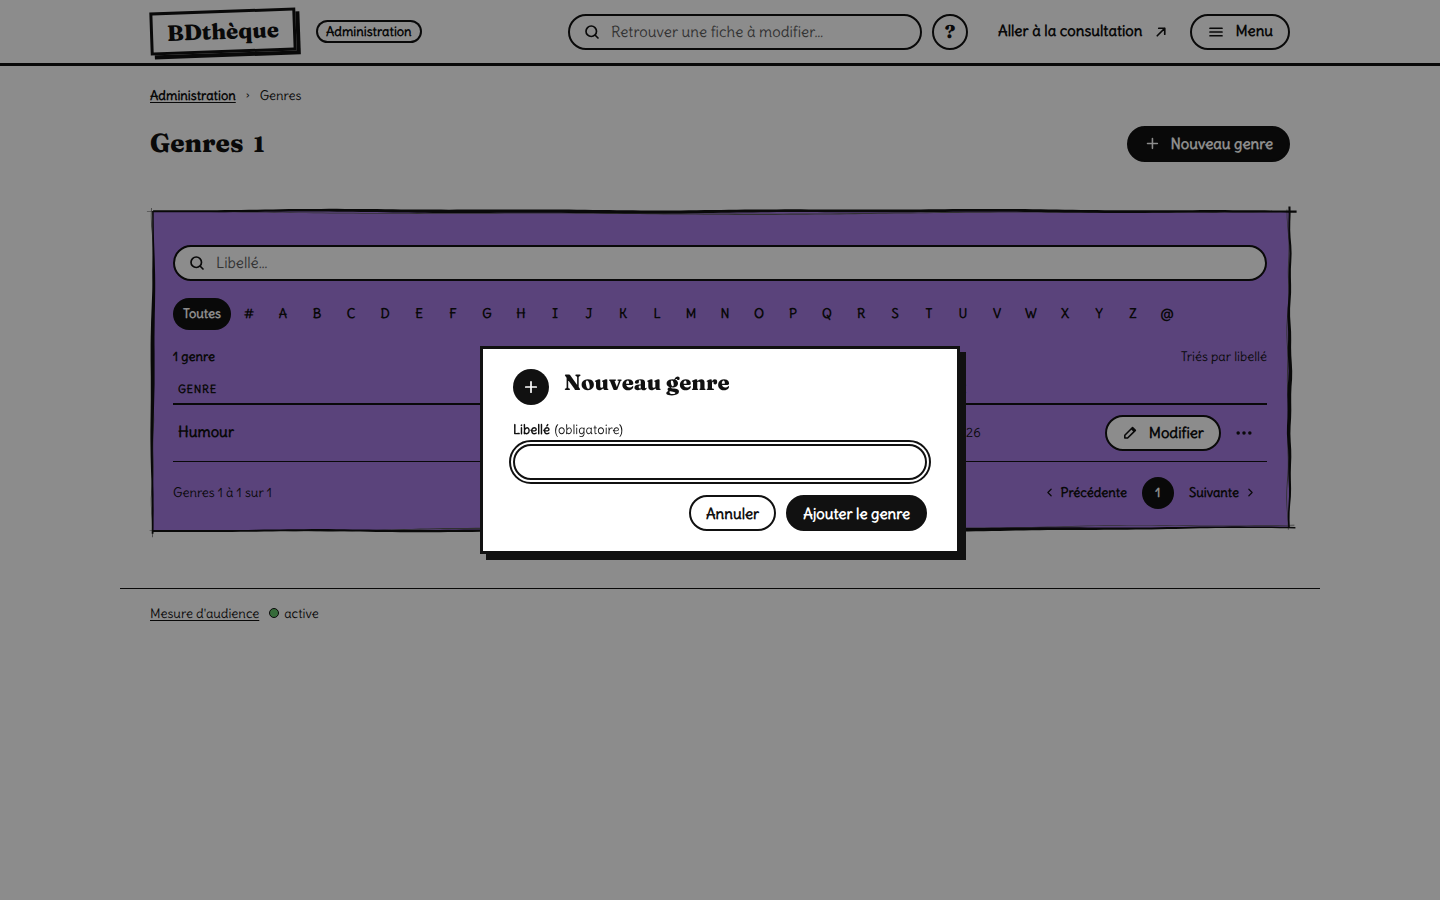 BDthèque
Administration
Retrouver une fiche à modifier...
?
Aller à la consultation
Menu
Administration › Genres
Genres 1
Nouveau genre
Libellé...
Toutes # A B C D E F G H I J K L M N O P Q R S T U V W X Y Z @
1 genre
Triés par libellé
GENRE
Humour
26
Modifier
Genres 1 à 1 sur 1
Précédente
1
Suivante
Nouveau genre
Libellé (obligatoire)
Annuler
Ajouter le genre
Mesure d'audience
active